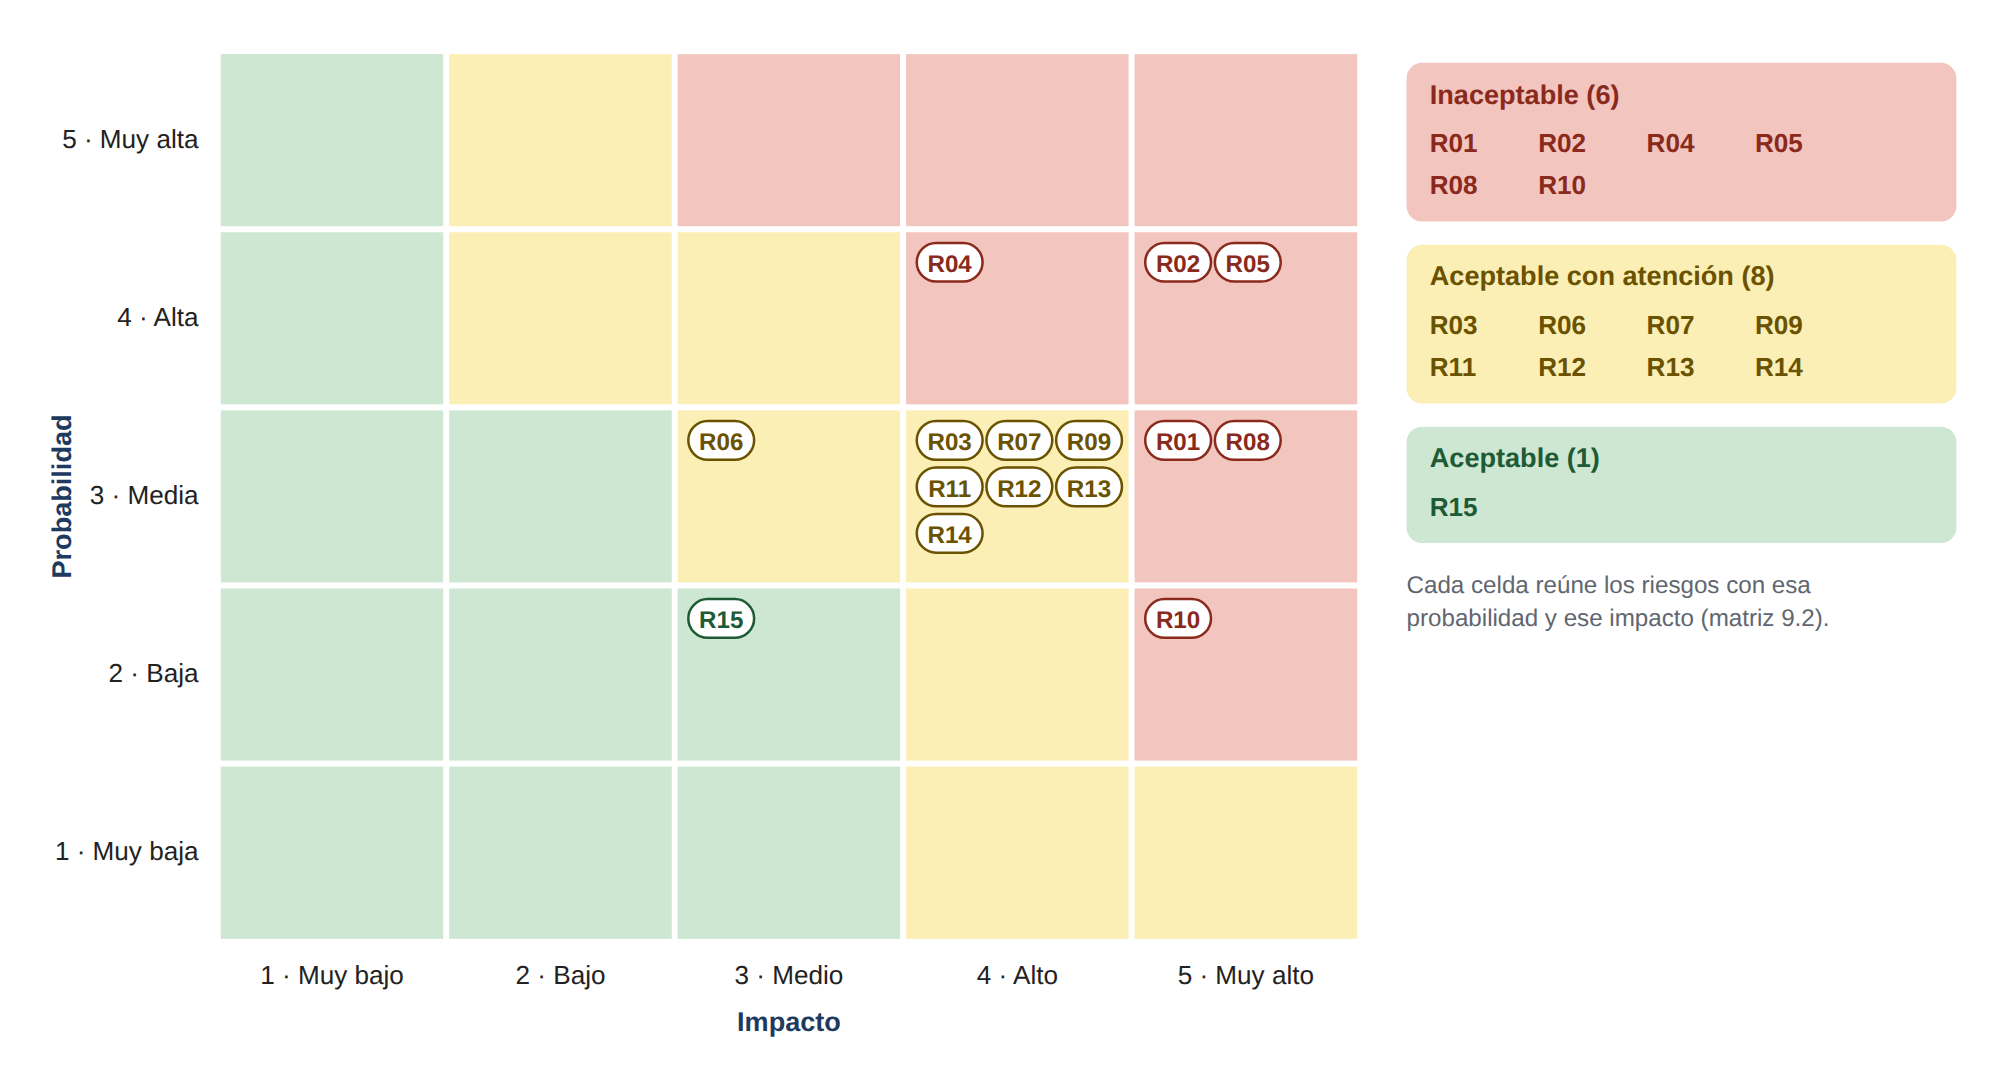 5 · Muy alta
4 · Alta
R04
R02 R05
Probabilidad
3 · Media
R06
R03 R07 R09
R11 R12 R13
R14
R01 R08
2 · Baja
R15
R10
1 · Muy baja
1 · Muy bajo
2 · Bajo
3 · Medio
4 · Alto
5 · Muy alto
Impacto
Inaceptable (6)
R01 R02 R04 R05
R08 R10
Aceptable con atención (8)
R03 R06 R07 R09
R11 R12 R13 R14
Aceptable (1)
R15
Cada celda reúne los riesgos con esa
probabilidad y ese impacto (matriz 9.2).